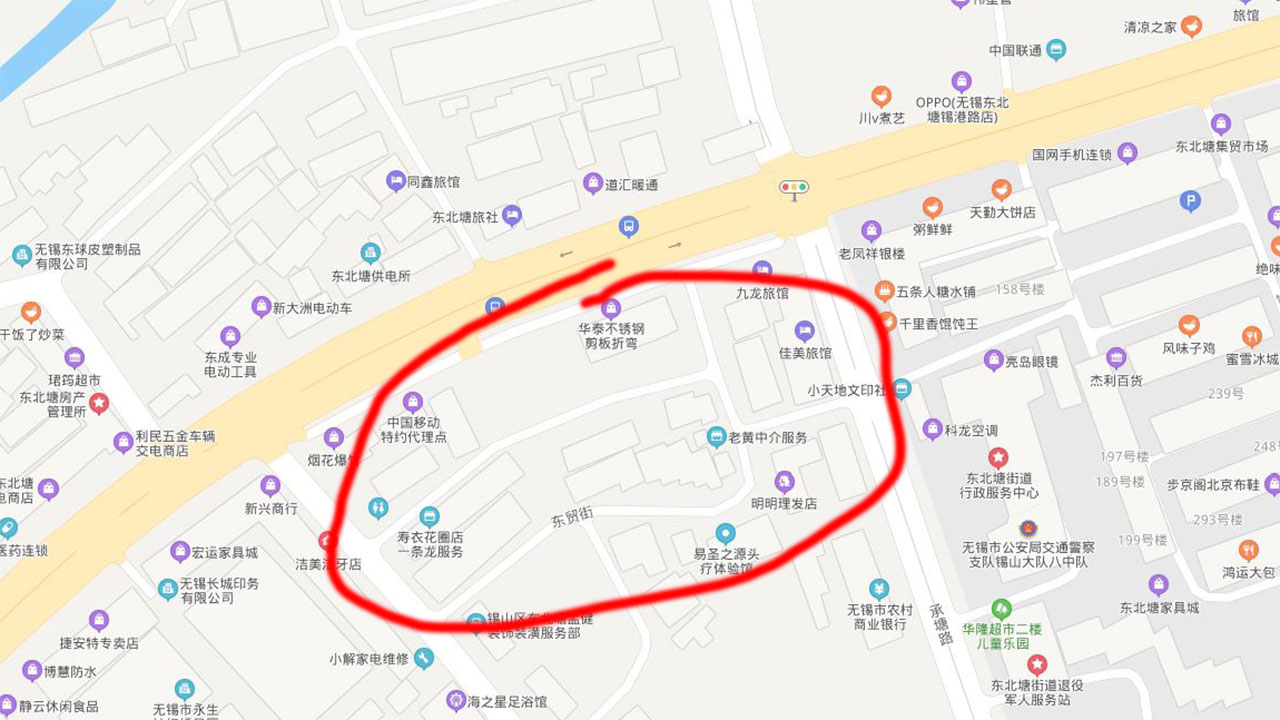 旅馆
清凉之家
中国联通
OPPO(无锡东北
塘锡港路店)
川v煮艺
国网手机连锁
东北塘集贸市场
同鑫旅馆
道汇暖通
东北塘旅社
天勤大饼店
粥鲜鲜
老凤祥银楼
无锡东球皮塑制品
有限公司
东北塘供电所
九龙旅馆
五条人糖水铺
158号楼
新大洲电动车
华泰不锈钢
剪板折弯
千里香馄饨王
干饭了炒菜
东成专业
电动工具
佳美旅馆
亮岛眼镜
风味子鸡
蜜雪冰城
珺筠超市
杰利百货
东北塘房产
管理所
小天地文印社
239号
中国移动
特约代理点
利民五金车辆
交电商店
烟花爆
老黄中介服务
科龙空调
197号楼
东北塘街道
行政服务中心
189号楼
步京阁北京布鞋
新兴商行
明明理发店
东贸街
293号楼
寿衣花圈店
一条龙服务
199号楼
医药连锁
宏运家具城
洁美洁牙店
易圣之源头
疗体验馆
无锡市公安局交通警察
支队锡山大队八中队
鸿运大包
无锡长城印务
有限公司
东北塘家具城
无锡市农村
商业银行
承塘路
装饰装潢服务部
华隆超市二楼
儿童乐园
捷安特专卖店
小解家电维修
博慧防水
东北塘街道退役
军人服务站
静云休闲食品
无锡市永生
海之星足浴馆